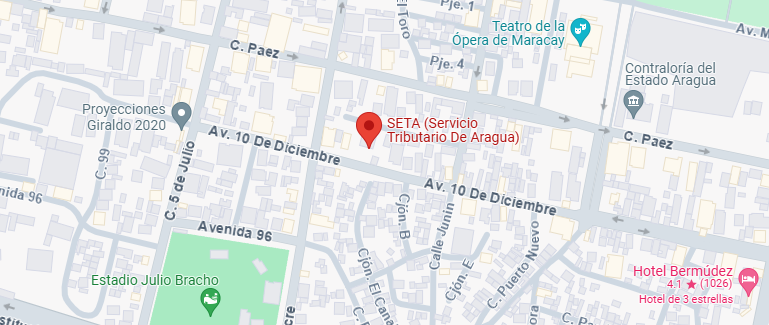 El Toro
Pje. 1
Av. M
Teatro de la
Ópera de Maracay
C. Paez
Pje. 4
Contraloría del
Estado Aragua
Proyecciones
Giraldo 2020
SETA (Servicio
Tributario De Aragua)
C. Paez
Av. 10 De Diciembre
C. 99
C. 5 de Julio
Av. 10 De Diciembre
enida 96
Avenida 96
Cjón. B
Calle Junin
C. Puerto Nuevo
Cjón. El Cana
Cjón. E
Estadio Julio Bracho
Hotel Bermúdez
4.1 ★ (1026)
Hotel de 3 estrellas
cre
ora